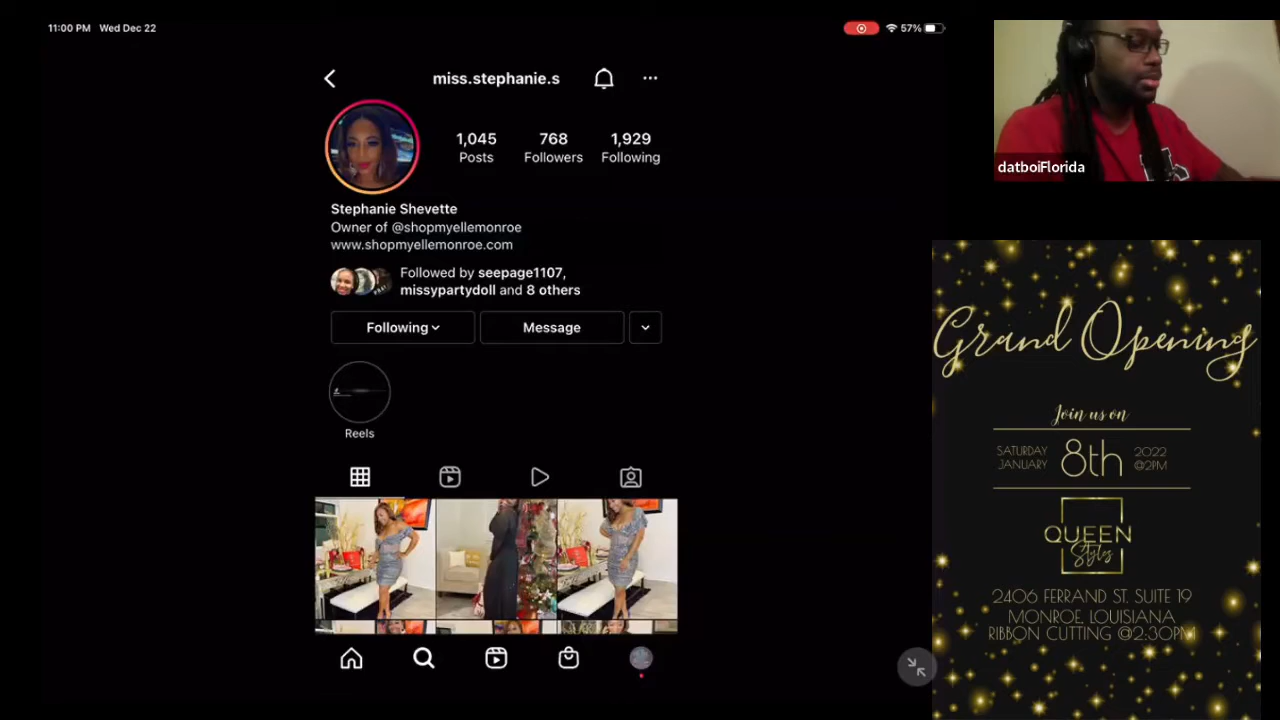 11:00 PM Wed Dec 22
57%
miss.stephanie.s
1,045 768 1,929
Posts Followers Following
Stephanie Shevette
Owner of @shopmyellemonroe
www.shopmyellemonroe.com
Followed by seepage1107,
missypartydoll and 8 others
Following Message
Reels
datboiFlorida
Grand Opening
Join us on
SATURDAY
JANUARY
8th
2022
@2PM
QUEEN
Stylz
2406 FERRAND ST. SUITE 19
MONROE, LOUISIANA
RIBBON CUTTING @2:30PM